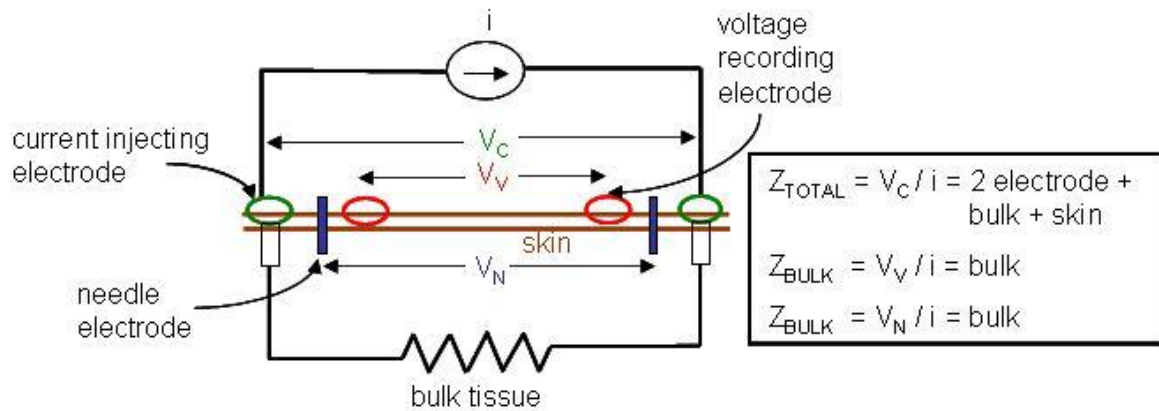 i
voltage
recording
electrode
current injecting
electrode
V_C
V_V
skin
V_N
needle
electrode
bulk tissue
Z_TOTAL = V_C / i = 2 electrode +
bulk + skin
Z_BULK = V_V / i = bulk
Z_BULK = V_N / i = bulk